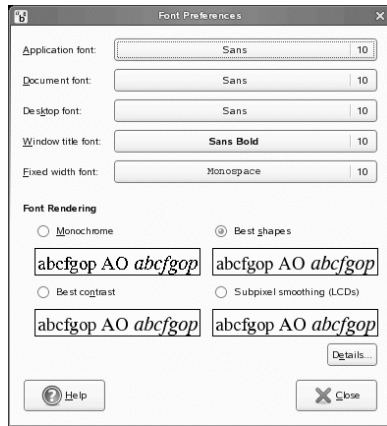 Font Preferences
Application font: Sans 10
Document font: Sans 10
Desktop font: Sans 10
Window title font: Sans Bold 10
Fixed width font: Monospace 10
Font Rendering
Monochrome Best shapes
abcfgop AO abcfgop abcfgop AO abcfgop
Best contrast Subpixel smoothing (LCDs)
abcfgop AO abcfgop abcfgop AO abcfgop
Details...
Help Close